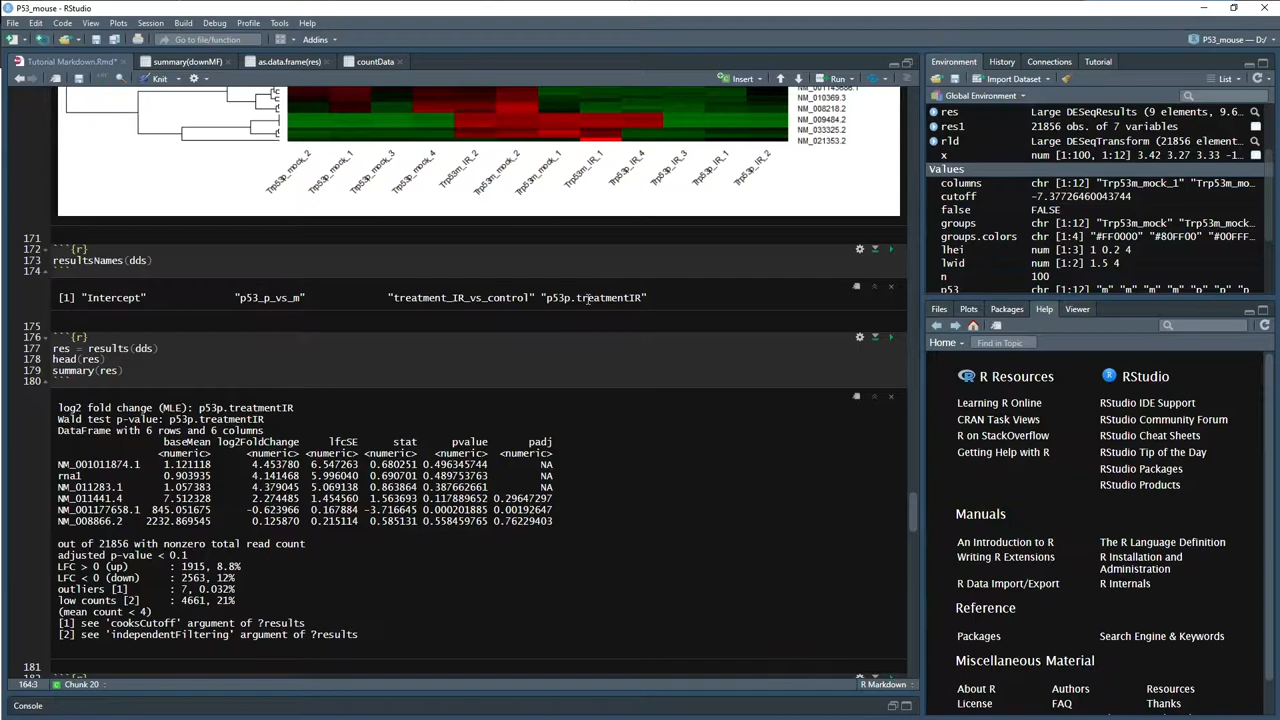 P53_mouse - RStudio
File Edit Code View Plots Session Build Debug Profile Tools Help
Go to file/function Addins P53_mouse — D:/
Tutorial Markdown.Rmd* summary(downMF) as.data.frame(res) countData
Knit Insert Run
NM_001143686.1
NM_010369.3
NM_008218.2
NM_009484.2
NM_033325.2
NM_021353.2
Trp53p_mock_2 Trp53p_mock_1 Trp53p_mock_3 Trp53p_mock_4 Trp53m_IR_2 Trp53m_mock_2 Trp53m_mock_1 Trp53m_IR_1 Trp53p_IR_4 Trp53p_IR_3 Trp53p_IR_1 Trp53p_IR_2
171
172 ```{r}
173 resultsNames(dds)
174 ```
[1] "Intercept" "p53_p_vs_m" "treatment_IR_vs_control" "p53p.treatmentIR"
175
176 ```{r}
177 res = results(dds)
178 head(res)
179 summary(res)
180 ```
log2 fold change (MLE): p53p.treatmentIR
Wald test p-value: p53p.treatmentIR
DataFrame with 6 rows and 6 columns
baseMean log2FoldChange lfcSE stat pvalue padj
<numeric> <numeric> <numeric> <numeric> <numeric> <numeric>
NM_001011874.1 1.121118 4.453780 6.547263 0.680251 0.496345744 NA
rna1 0.903935 4.141468 5.996040 0.690701 0.489753763 NA
NM_011283.1 1.057383 4.379045 5.069138 0.863864 0.387662661 NA
NM_011441.4 7.512328 2.274485 1.454560 1.563693 0.117889652 0.29647297
NM_001177658.1 845.051675 -0.623966 0.167884 -3.716645 0.000201885 0.00192647
NM_008866.2 2232.869545 0.125870 0.215114 0.585131 0.558459765 0.76229403
out of 21856 with nonzero total read count
adjusted p-value < 0.1
LFC > 0 (up) : 1915, 8.8%
LFC < 0 (down) : 2563, 12%
outliers [1] : 7, 0.032%
low counts [2] : 4661, 21%
(mean count < 4)
[1] see 'cooksCutoff' argument of ?results
[2] see 'independentFiltering' argument of ?results
181
182 ```{r}
164:3 Chunk 20 R Markdown
Console
Environment History Connections Tutorial
Import Dataset List
Global Environment
res Large DESeqResults (9 elements, 9.6…
res1 21856 obs. of 7 variables
rld Large DESeqTransform (21856 element…
x num [1:100, 1:12] 3.42 3.27 3.33 -1…
Values
columns chr [1:12] "Trp53m_mock_1" "Trp53m_mo…
cutoff -7.37726460043744
false FALSE
groups chr [1:12] "Trp53m_mock" "Trp53m_mock…
groups.colors chr [1:4] "#FF0000" "#80FF00" "#00FFF…
lhei num [1:3] 1 0.2 4
lwid num [1:2] 1.5 4
n 100
p53 chr [1:12] "m" "m" "m" "m" "p" "p" "p…
Files Plots Packages Help Viewer
Home Find in Topic
R Resources
Learning R Online
CRAN Task Views
R on StackOverflow
Getting Help with R
RStudio
RStudio IDE Support
RStudio Community Forum
RStudio Cheat Sheets
RStudio Tip of the Day
RStudio Packages
RStudio Products
Manuals
An Introduction to R The R Language Definition
Writing R Extensions R Installation and Administration
R Data Import/Export R Internals
Reference
Packages Search Engine & Keywords
Miscellaneous Material
About R Authors Resources
License FAQ Thanks